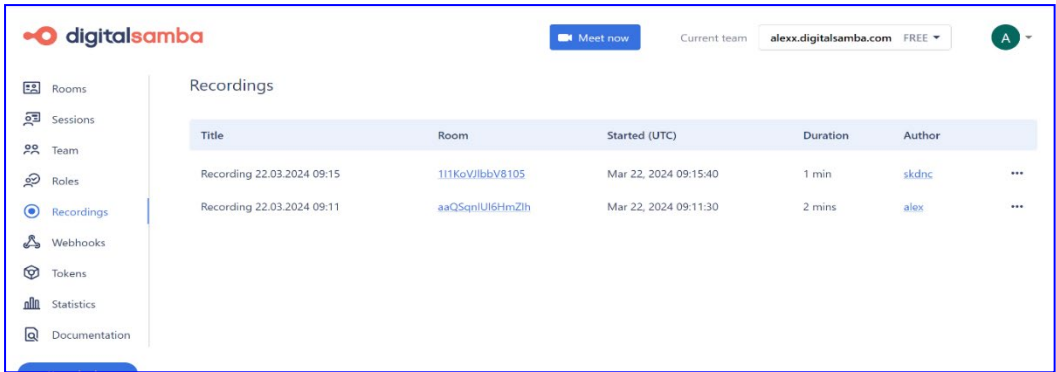 digitalsamba
Meet now
Current team
alexx.digitalsamba.com FREE
A
Rooms
Sessions
Team
Roles
Recordings
Webhooks
Tokens
Statistics
Documentation
Recordings
Title Room Started (UTC) Duration Author
Recording 22.03.2024 09:15 1I1KoVJlbbV8105 Mar 22, 2024 09:15:40 1 min skdnc
Recording 22.03.2024 09:11 aaQSqnlUl6HmZlh Mar 22, 2024 09:11:30 2 mins alex